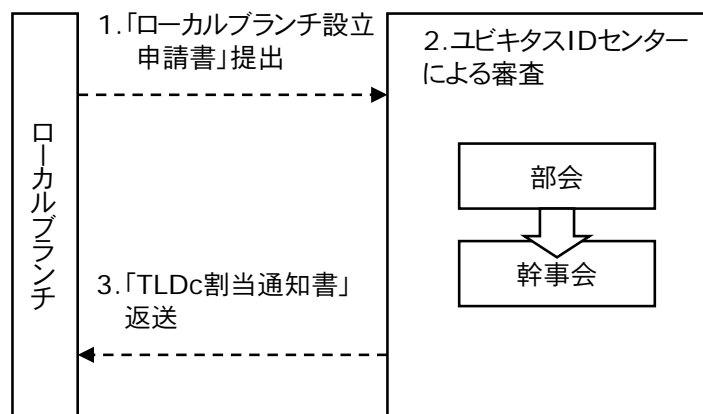 1.「ローカルブランチ設立
申請書」提出
2.ユビキタスIDセンター
による審査
ローカルブランチ
部会
幹事会
3.「TLDc割当通知書」
返送